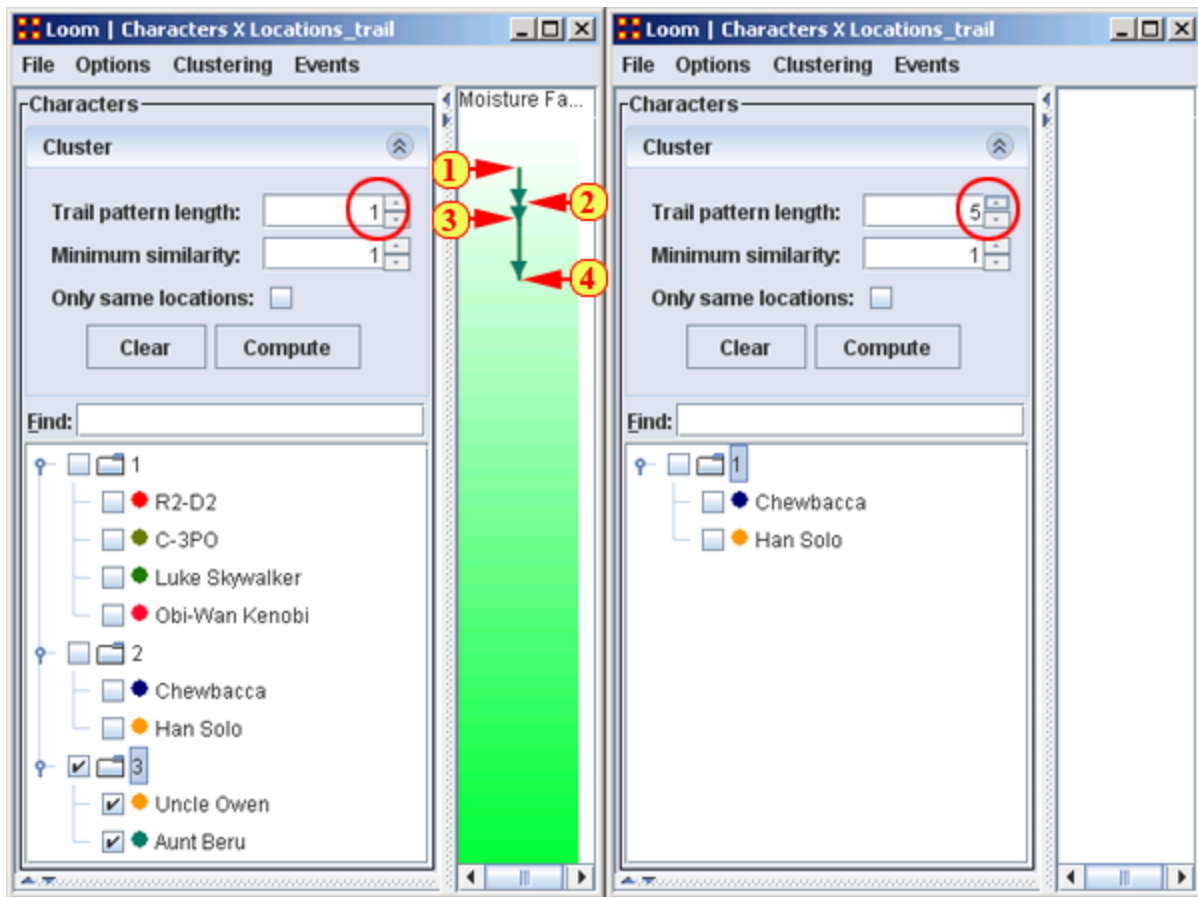 Loom | Characters X Locations_trail
File Options Clustering Events
Characters
Cluster
Trail pattern length: 1
Minimum similarity: 1
Only same locations:
Clear Compute
Find:
1
R2-D2
C-3PO
Luke Skywalker
Obi-Wan Kenobi
2
Chewbacca
Han Solo
3
Uncle Owen
Aunt Beru
Moisture Fa...
1
2
3
4
Loom | Characters X Locations_trail
File Options Clustering Events
Characters
Cluster
Trail pattern length: 5
Minimum similarity: 1
Only same locations:
Clear Compute
Find:
1
Chewbacca
Han Solo